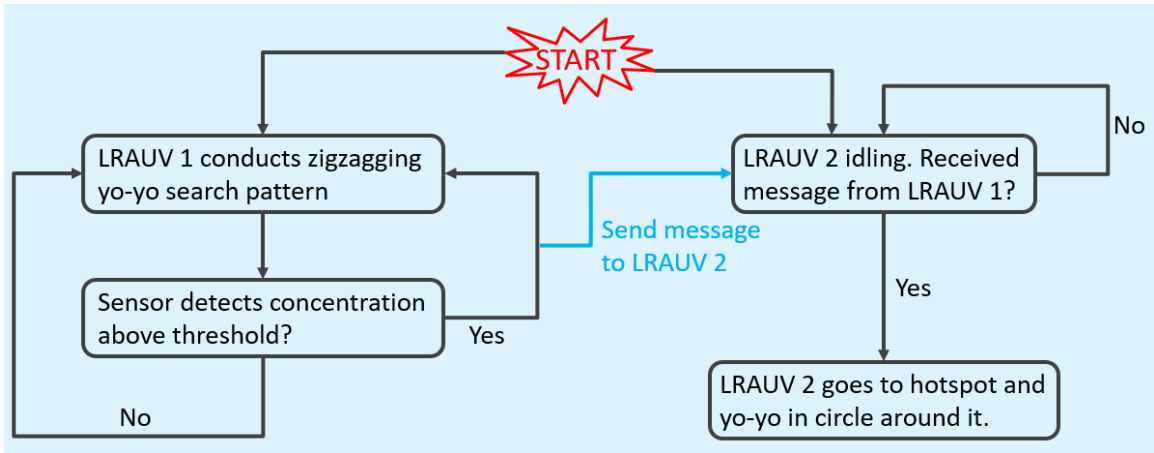 START
LRAUV 1 conducts zigzagging
yo-yo search pattern
LRAUV 2 idling. Received
message from LRAUV 1?
No
Send message
to LRAUV 2
Sensor detects concentration
above threshold?
Yes
Yes
No
LRAUV 2 goes to hotspot and
yo-yo in circle around it.